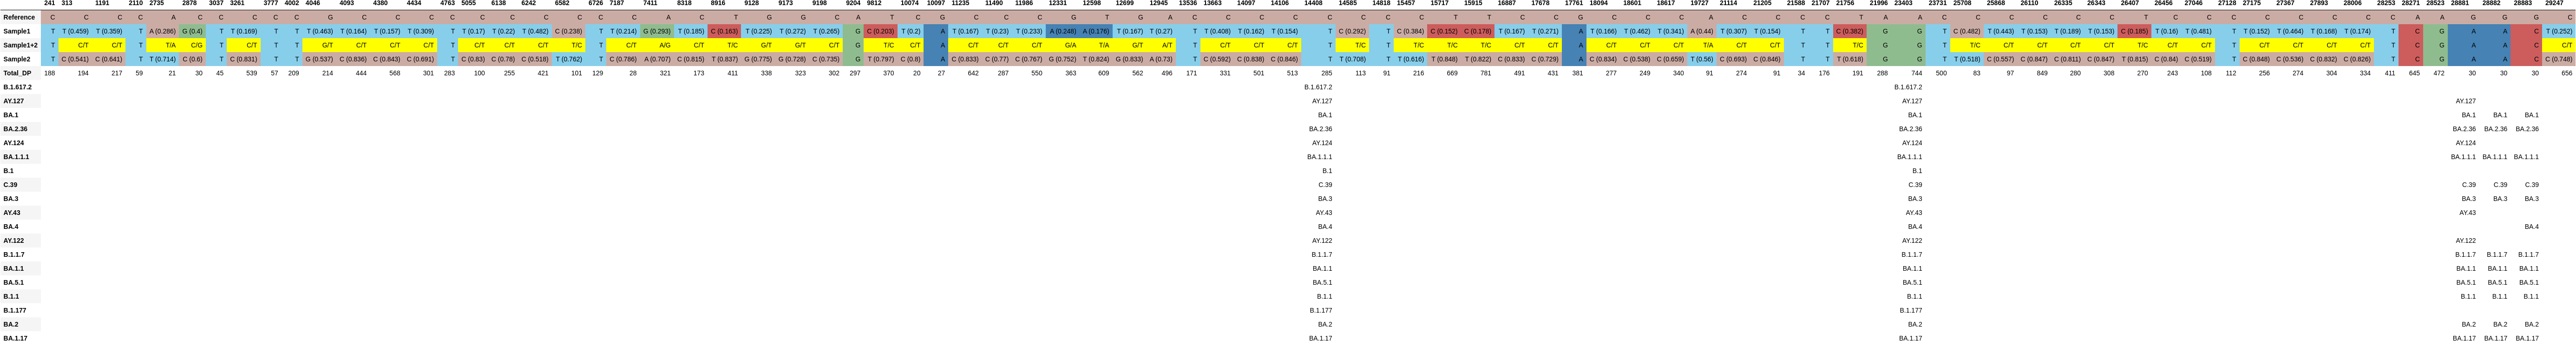 241 313 1191 2110 2735 2878 3037 3261 3777 4002 4046 4093 4380 4434 4763 5055 6138 6242 6582 6726 7187 7411 8318 8916 9128 9173 9198 9204 9812 10074 10097 11235 11490 11986 12331 12598 12699 12945 13536 13663 14097 14106 14408 14585 14818 15457 15717 15915 16887 17678 17761 18094 18601 18617 19727 21114 21205 21588 21707 21756 21996 23403 23731 25708 25868 26110 26335 26343 26407 26456 27046 27128 27175 27367 27893 28006 28253 28271 28523 28881 28882 28883 29247
Reference C C C C A C C C C C G C C C C C C C C C C A C T G G C A T C G C C C G T G A C C C C C C C C T T C C G C C C A C C C C T A A C C C C C C T C C C C C C C C A A G G G C
Sample1 T T (0.459) T (0.359) T A (0.286) G (0.4) T T (0.169) T T T (0.463) T (0.164) T (0.157) T (0.309) T T (0.17) T (0.22) T (0.482) C (0.238) T T (0.214) G (0.293) T (0.185) C (0.163) T (0.225) T (0.272) T (0.265) G C (0.203) T (0.2) A T (0.167) T (0.23) T (0.233) A (0.248) A (0.176) T (0.167) T (0.27) T T (0.408) T (0.162) T (0.154) T C (0.292) T C (0.384) C (0.152) C (0.178) T (0.167) T (0.271) A T (0.166) T (0.462) T (0.341) A (0.44) T (0.307) T (0.154) T T C (0.382) G G T C (0.482) T (0.443) T (0.153) T (0.189) T (0.153) C (0.185) T (0.16) T (0.481) T T (0.152) T (0.464) T (0.168) T (0.174) T C G A A C T (0.252)
Sample1+2 T C/T C/T T T/A C/G T C/T T T G/T C/T C/T C/T T C/T C/T C/T T/C T C/T A/G C/T T/C G/T G/T C/T G T/C C/T A C/T C/T C/T G/A T/A G/T A/T T C/T C/T C/T T T/C T T/C T/C T/C C/T C/T A C/T C/T C/T T/A C/T C/T T T T/C G G T T/C C/T C/T C/T C/T T/C C/T C/T T C/T C/T C/T C/T T C G A A C C/T
Sample2 T C (0.541) C (0.641) T T (0.714) C (0.6) T C (0.831) T T G (0.537) C (0.836) C (0.843) C (0.691) T C (0.83) C (0.78) C (0.518) T (0.762) T C (0.786) A (0.707) C (0.815) T (0.837) G (0.775) G (0.728) C (0.735) G T (0.797) C (0.8) A C (0.833) C (0.77) C (0.767) G (0.752) T (0.824) G (0.833) A (0.73) T C (0.592) C (0.838) C (0.846) T T (0.708) T T (0.616) T (0.848) T (0.822) C (0.833) C (0.729) A C (0.834) C (0.538) C (0.659) T (0.56) C (0.693) C (0.846) T T T (0.618) G G T T (0.518) C (0.557) C (0.847) C (0.811) C (0.847) T (0.815) C (0.84) C (0.519) T C (0.848) C (0.536) C (0.832) C (0.826) T C G A A C C (0.748)
Total_DP 188 194 217 59 21 30 45 539 57 209 214 444 568 301 283 100 255 421 101 129 28 321 173 411 338 323 302 297 370 20 27 642 287 550 363 609 562 496 171 331 501 513 285 113 91 216 669 781 491 431 381 277 249 340 91 274 91 34 176 191 288 744 500 83 97 849 280 308 270 243 108 112 256 274 304 334 411 645 472 30 30 30 656
B.1.617.2 B.1.617.2 B.1.617.2
AY.127 AY.127 AY.127 AY.127
BA.1 BA.1 BA.1 BA.1 BA.1 BA.1
BA.2.36 BA.2.36 BA.2.36 BA.2.36 BA.2.36 BA.2.36
AY.124 AY.124 AY.124 AY.124
BA.1.1.1 BA.1.1.1 BA.1.1.1 BA.1.1.1 BA.1.1.1 BA.1.1.1
B.1 B.1 B.1
C.39 C.39 C.39 C.39 C.39 C.39
BA.3 BA.3 BA.3 BA.3 BA.3 BA.3
AY.43 AY.43 AY.43 AY.43
BA.4 BA.4 BA.4 BA.4
AY.122 AY.122 AY.122 AY.122
B.1.1.7 B.1.1.7 B.1.1.7 B.1.1.7 B.1.1.7 B.1.1.7
BA.1.1 BA.1.1 BA.1.1 BA.1.1 BA.1.1 BA.1.1
BA.5.1 BA.5.1 BA.5.1 BA.5.1 BA.5.1 BA.5.1
B.1.1 B.1.1 B.1.1 B.1.1 B.1.1 B.1.1
B.1.177 B.1.177 B.1.177
BA.2 BA.2 BA.2 BA.2 BA.2 BA.2
BA.1.17 BA.1.17 BA.1.17 BA.1.17 BA.1.17 BA.1.17